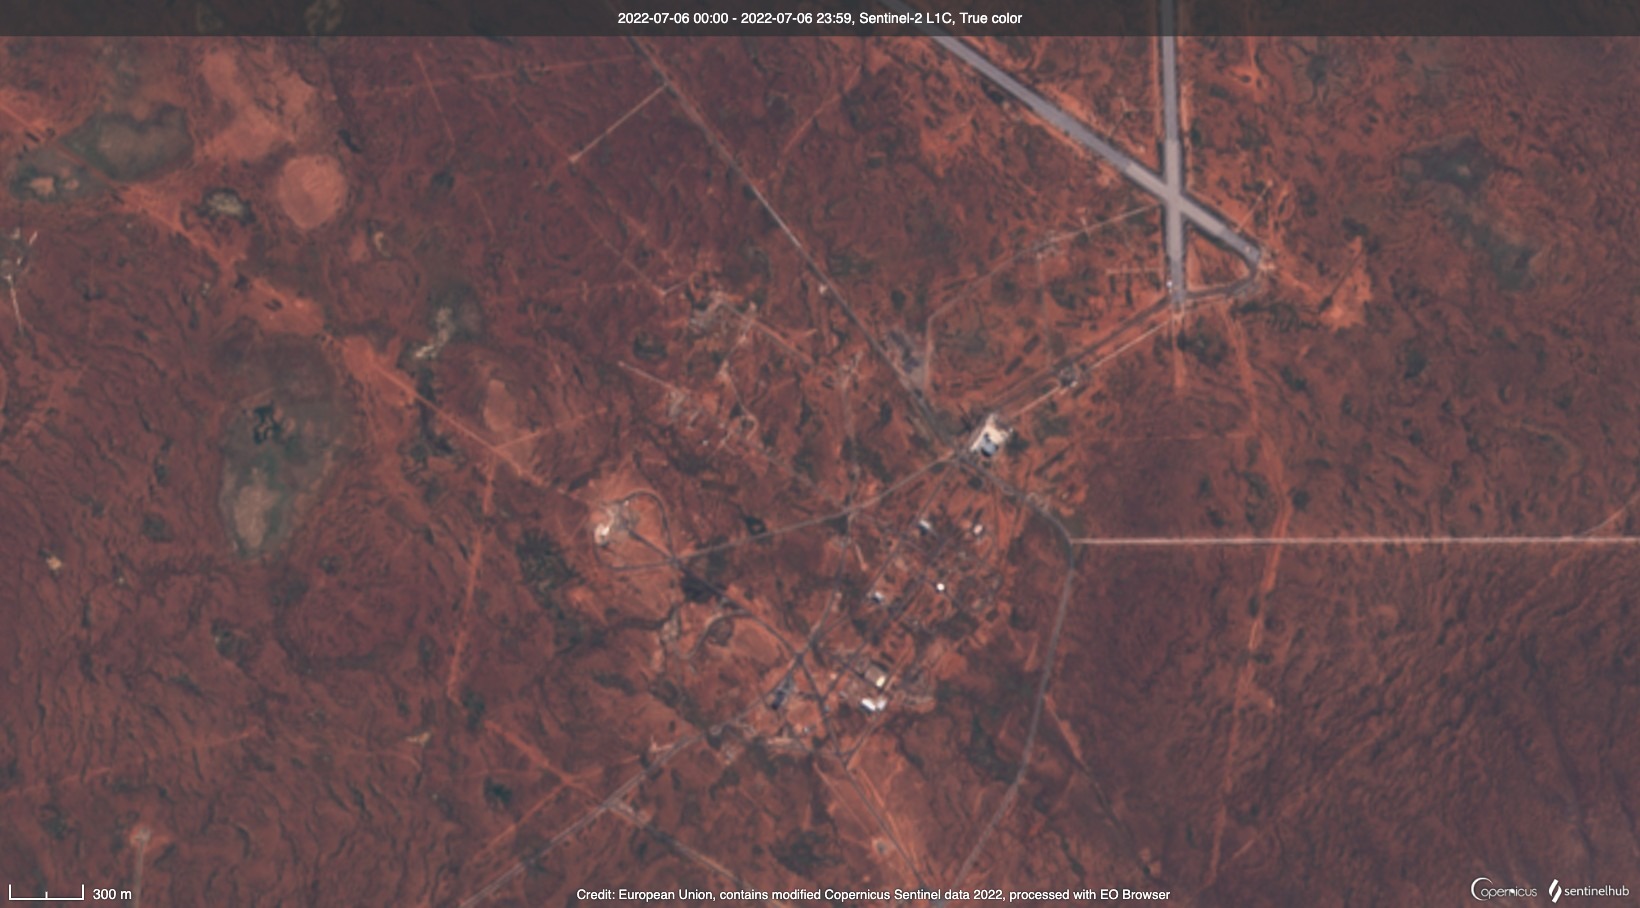 2022-07-06 00:00 - 2022-07-06 23:59, Sentinel-2 L1C, True color
300 m
Credit: European Union, contains modified Copernicus Sentinel data 2022, processed with EO Browser
Copernicus
sentinelhub